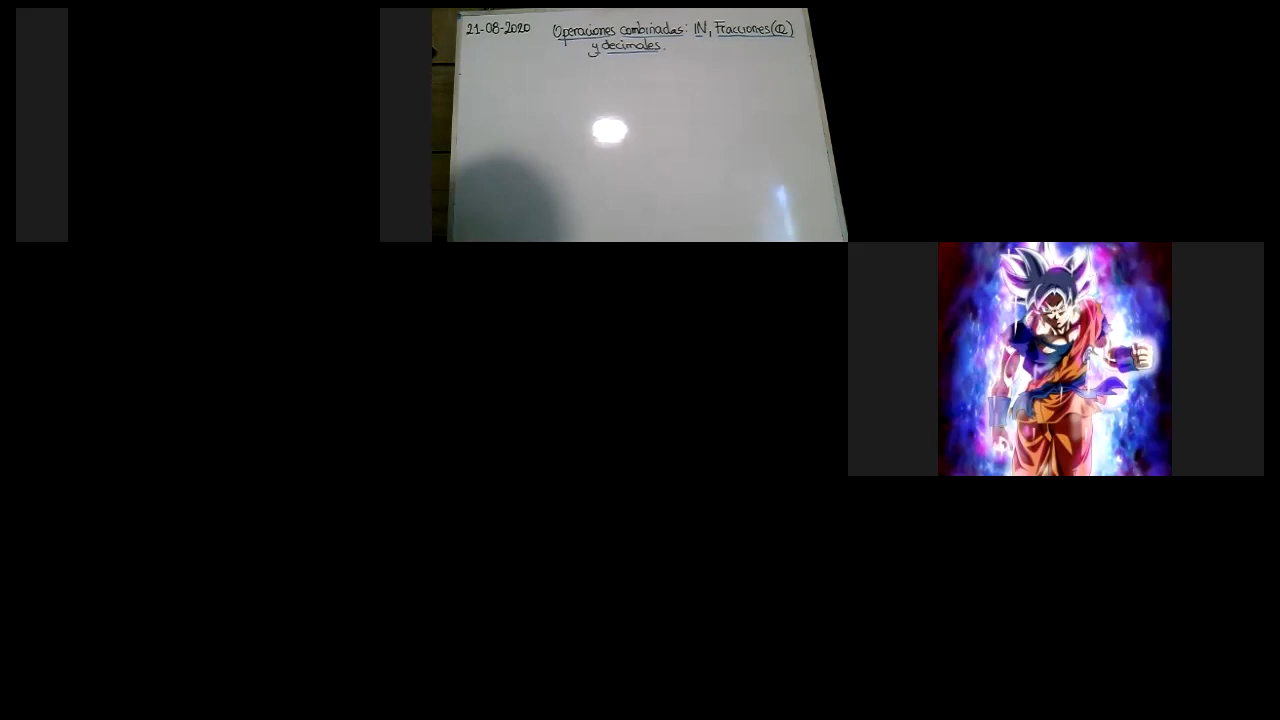 21-08-2020 Operaciones combinadas: IN, Fracciones(Q)
y decimales.